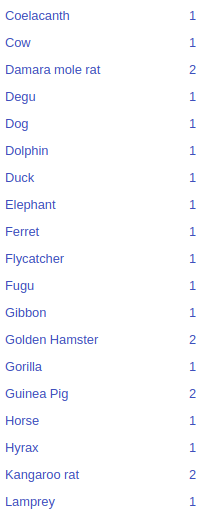 Coelacanth 1
Cow 1
Damara mole rat 2
Degu 1
Dog 1
Dolphin 1
Duck 1
Elephant 1
Ferret 1
Flycatcher 1
Fugu 1
Gibbon 1
Golden Hamster 2
Gorilla 1
Guinea Pig 2
Horse 1
Hyrax 1
Kangaroo rat 2
Lamprey 1